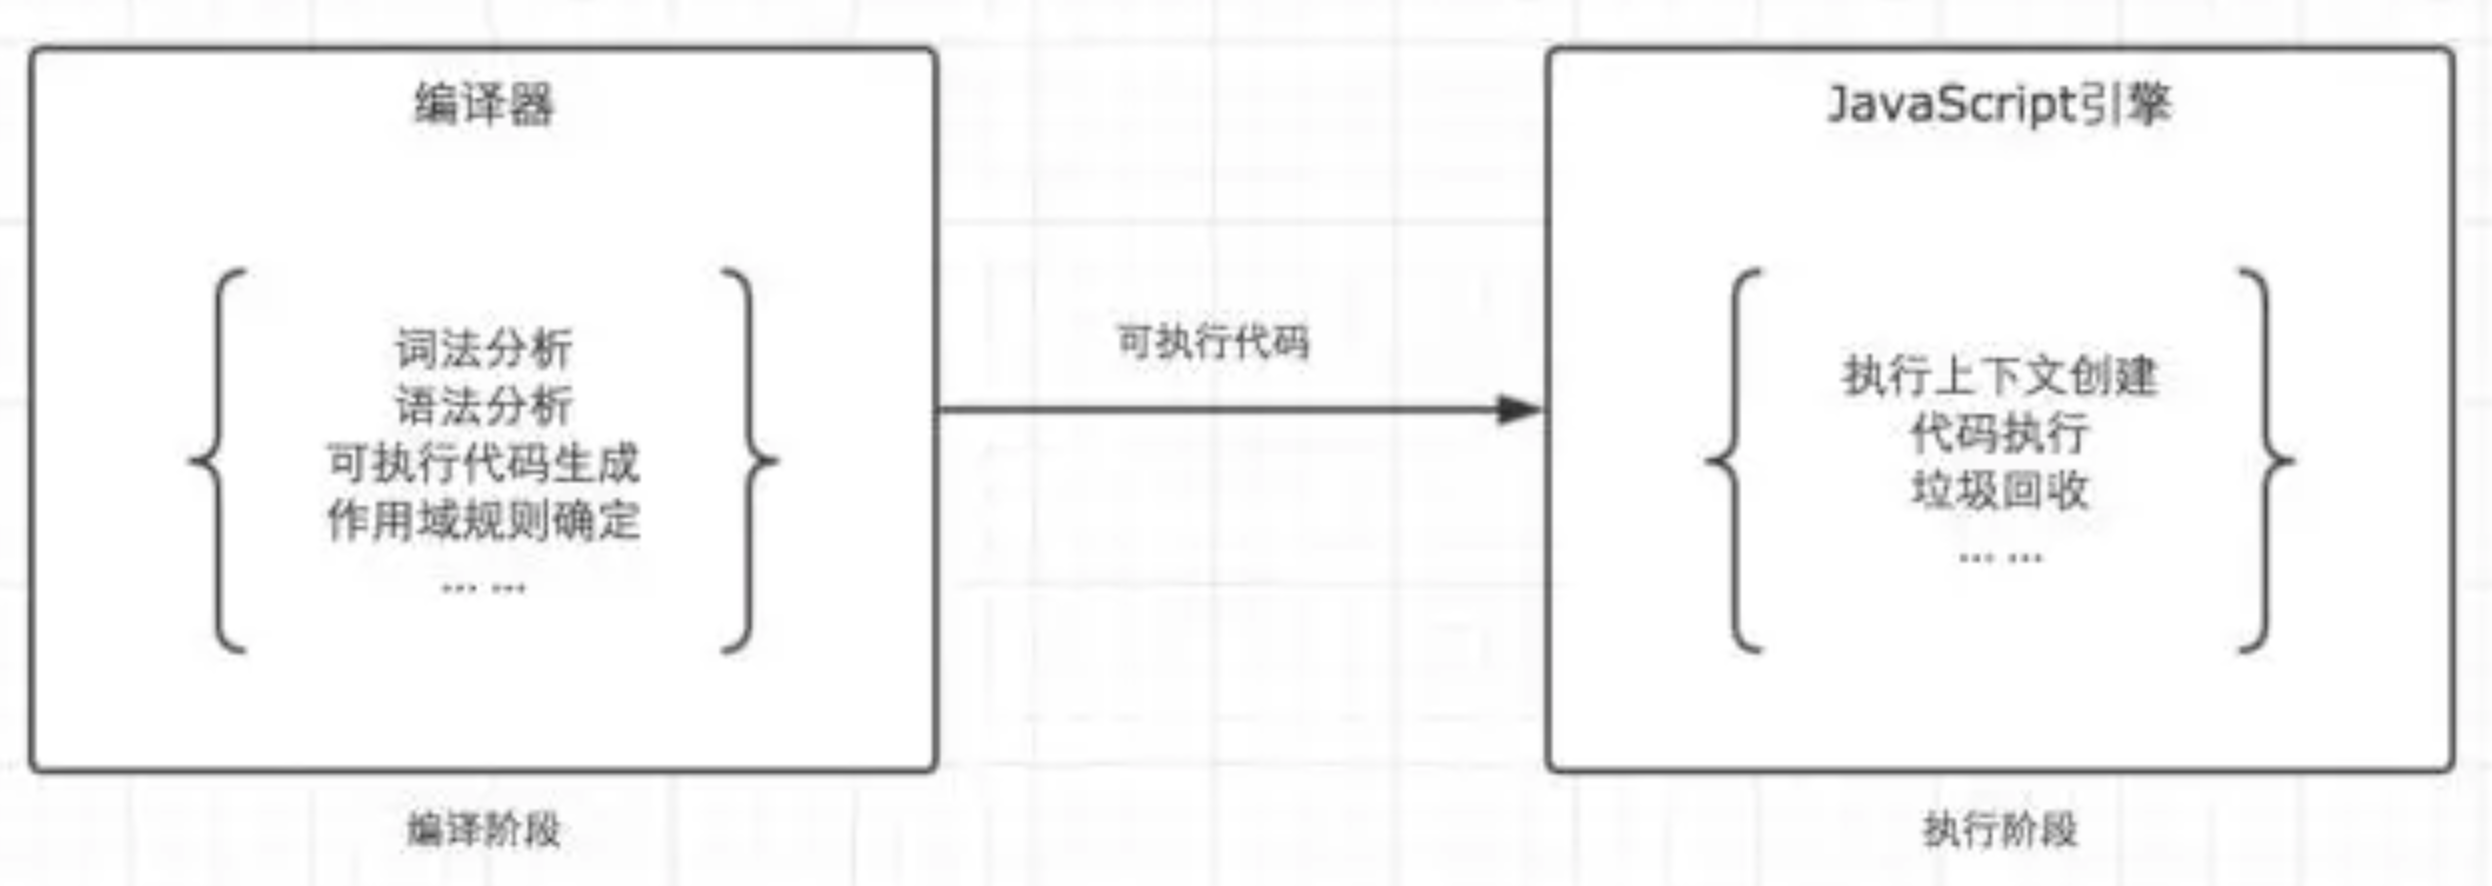 编译器
词法分析
语法分析
可执行代码生成
作用域规则确定
... ...
编译阶段
可执行代码
JavaScript引擎
执行上下文创建
代码执行
垃圾回收
... ...
执行阶段